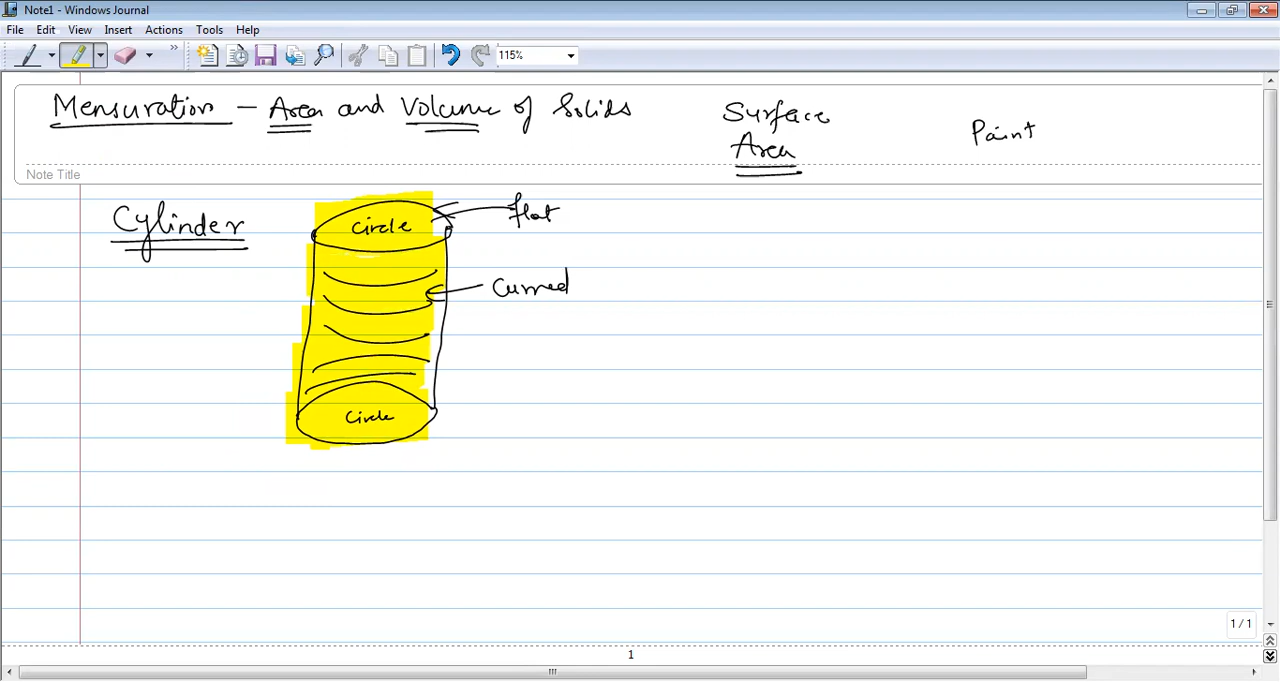 Note1 - Windows Journal
File Edit View Insert Actions Tools Help
115%
Mensuration - Area and Volume of Solids
Surface
Area
Paint
Note Title
Cylinder
Circle
flat
Curved
Circle
1 / 1
1